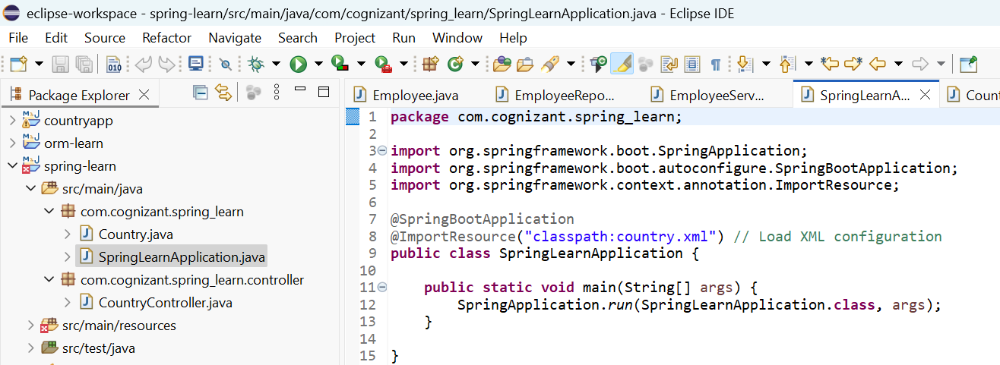 eclipse-workspace - spring-learn/src/main/java/com/cognizant/spring_learn/SpringLearnApplication.java - Eclipse IDE
File Edit Source Refactor Navigate Search Project Run Window Help
010
Package Explorer
countryapp
orm-learn
spring-learn
src/main/java
com.cognizant.spring_learn
Country.java
SpringLearnApplication.java
com.cognizant.spring_learn.controller
CountryController.java
src/main/resources
src/test/java
Employee.java EmployeeRepo... EmployeeServ... SpringLearnA... Coun
1 package com.cognizant.spring_learn;
2
3 import org.springframework.boot.SpringApplication;
4 import org.springframework.boot.autoconfigure.SpringBootApplication;
5 import org.springframework.context.annotation.ImportResource;
6
7 @SpringBootApplication
8 @ImportResource("classpath:country.xml") // Load XML configuration
9 public class SpringLearnApplication {
10
11 public static void main(String[] args) {
12 SpringApplication.run(SpringLearnApplication.class, args);
13 }
14
15 }